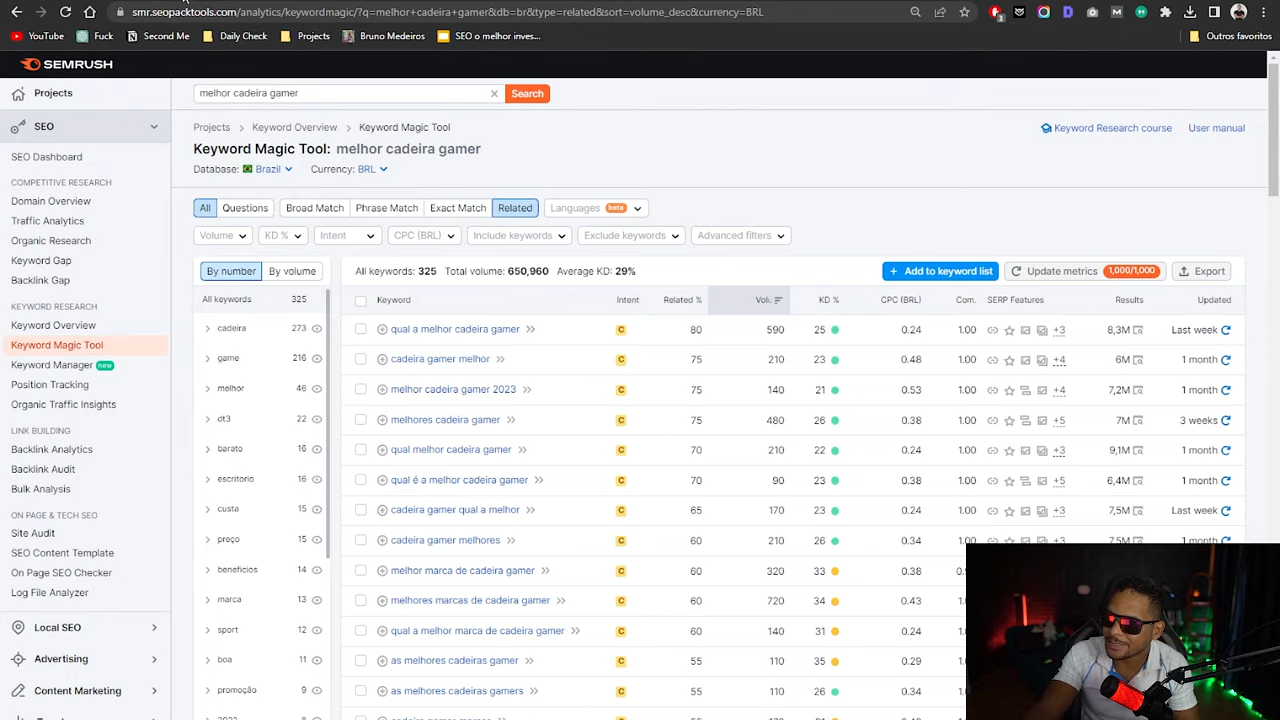 smr.seopacktools.com/analytics/keywordmagic/?q=melhor+cadeira+gamer&db=br&type=related&sort=volume_desc&currency=BRL
3
YouTube Fuck Second Me Daily Check Projects Bruno Medeiros SEO o melhor inves... Outros favoritos
SEMRUSH
Projects
SEO
SEO Dashboard
COMPETITIVE RESEARCH
Domain Overview
Traffic Analytics
Organic Research
Keyword Gap
Backlink Gap
KEYWORD RESEARCH
Keyword Overview
Keyword Magic Tool
Keyword Manager new
Position Tracking
Organic Traffic Insights
LINK BUILDING
Backlink Analytics
Backlink Audit
Bulk Analysis
ON PAGE & TECH SEO
Site Audit
SEO Content Template
On Page SEO Checker
Log File Analyzer
Local SEO
Advertising
Content Marketing
melhor cadeira gamer Search
Projects > Keyword Overview > Keyword Magic Tool
Keyword Research course User manual
Keyword Magic Tool: melhor cadeira gamer
Database: Brazil Currency: BRL
All Questions Broad Match Phrase Match Exact Match Related Languages beta
Volume KD % Intent CPC (BRL) Include keywords Exclude keywords Advanced filters
By number By volume
All keywords 325
cadeira 273
game 216
melhor 46
dt3 22
barato 16
escritorio 16
custa 15
preço 15
beneficios 14
marca 13
sport 12
boa 11
promoção 9
All keywords: 325 Total volume: 650,960 Average KD: 29% + Add to keyword list Update metrics 1,000/1,000 Export
Keyword Intent Related % Volu KD % CPC (BRL) Com. SERP Features Results Updated
qual a melhor cadeira gamer C 80 590 25 0.24 1.00 +3 8,3M Last week
cadeira gamer melhor C 75 210 23 0.48 1.00 +4 6M 1 month
melhor cadeira gamer 2023 C 75 140 21 0.53 1.00 +4 7,2M 1 month
melhores cadeira gamer C 75 480 26 0.38 1.00 +5 7M 3 weeks
qual melhor cadeira gamer C 70 210 22 0.24 1.00 +3 9,1M 1 month
qual é a melhor cadeira gamer C 70 90 23 0.38 1.00 +5 6,4M 1 month
cadeira gamer qual a melhor C 65 170 23 0.24 1.00 +3 7,5M Last week
cadeira gamer melhores C 60 210 26 0.34 1.00 +3 7,5M 1 month
melhor marca de cadeira gamer C 60 320 33 0.38
melhores marcas de cadeira gamer C 60 720 34 0.43
qual a melhor marca de cadeira gamer C 60 140 31 0.24
as melhores cadeiras gamer C 55 110 35 0.29
as melhores cadeiras gamers C 55 110 26 0.34